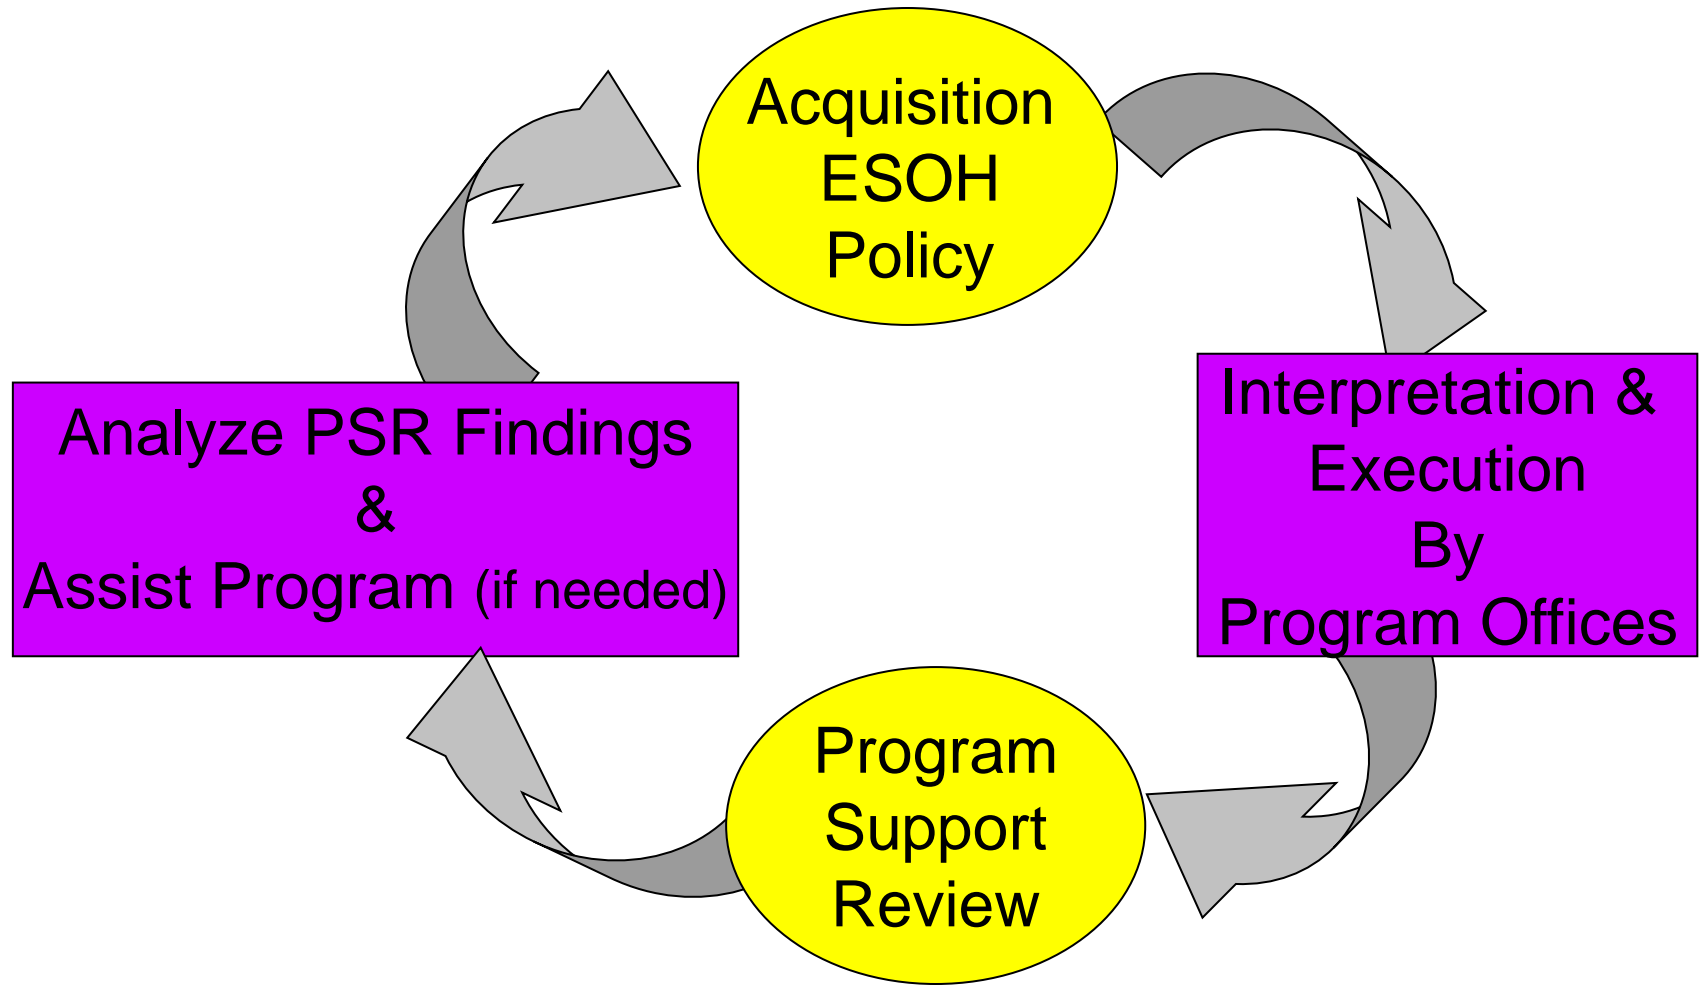 Acquisition
ESOH
Policy
Interpretation &
Execution
By
Program Offices
Program
Support
Review
Analyze PSR Findings
&
Assist Program (if needed)